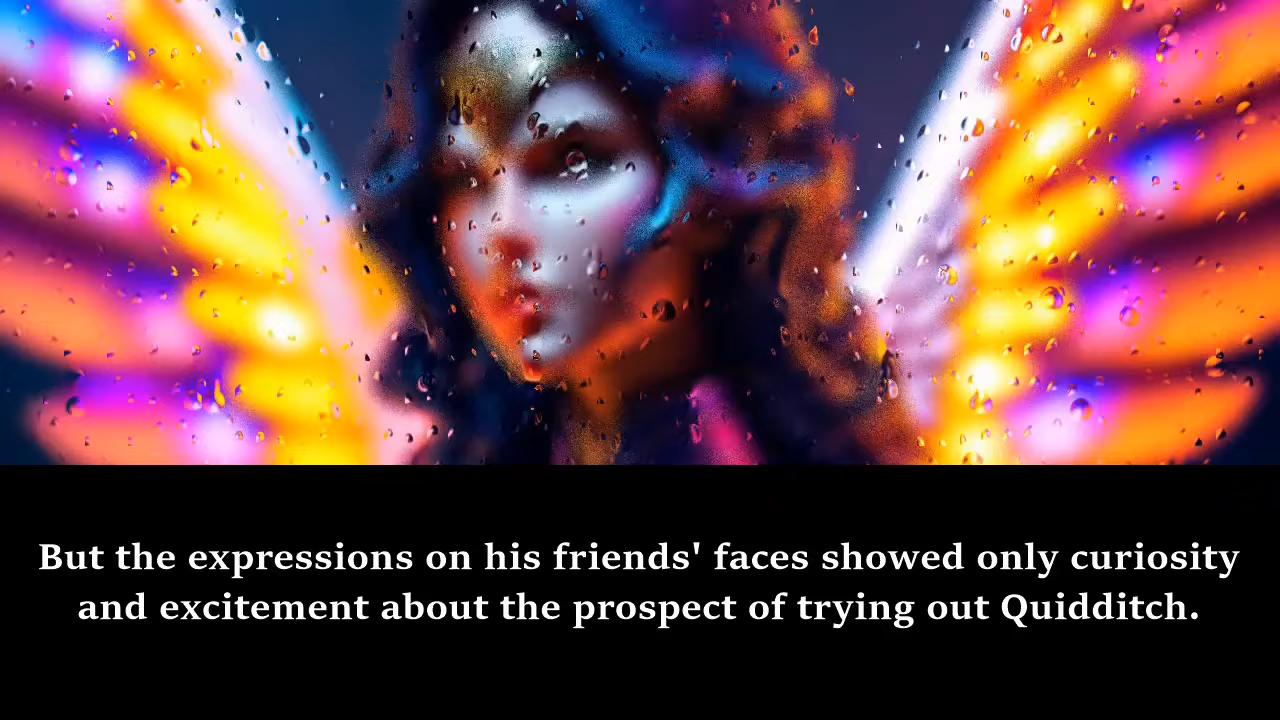 But the expressions on his friends' faces showed only curiosity
and excitement about the prospect of trying out Quidditch.